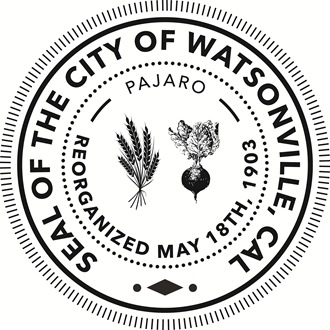 SEAL OF THE CITY OF WATSONVILLE, CAL
PAJARO
REORGANIZED MAY 18TH, 1903